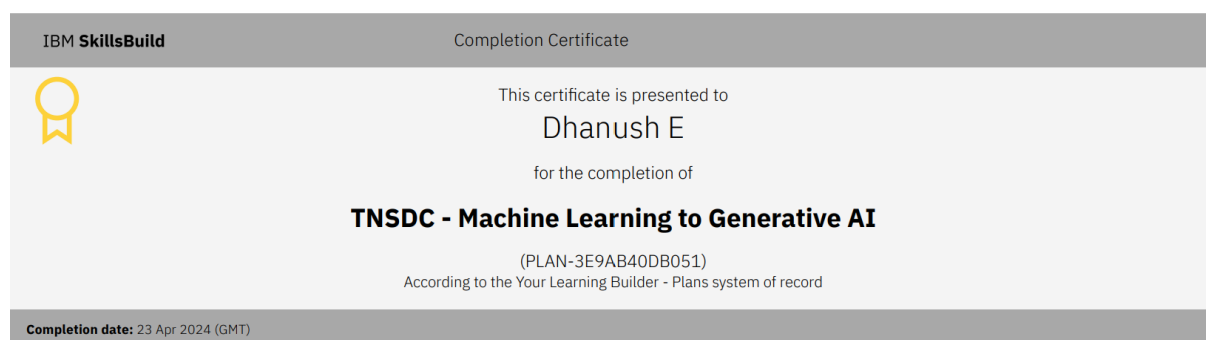 IBM SkillsBuild
Completion Certificate
This certificate is presented to
Dhanush E
for the completion of
TNSDC - Machine Learning to Generative AI
(PLAN-3E9AB40DB051)
According to the Your Learning Builder - Plans system of record
Completion date: 23 Apr 2024 (GMT)